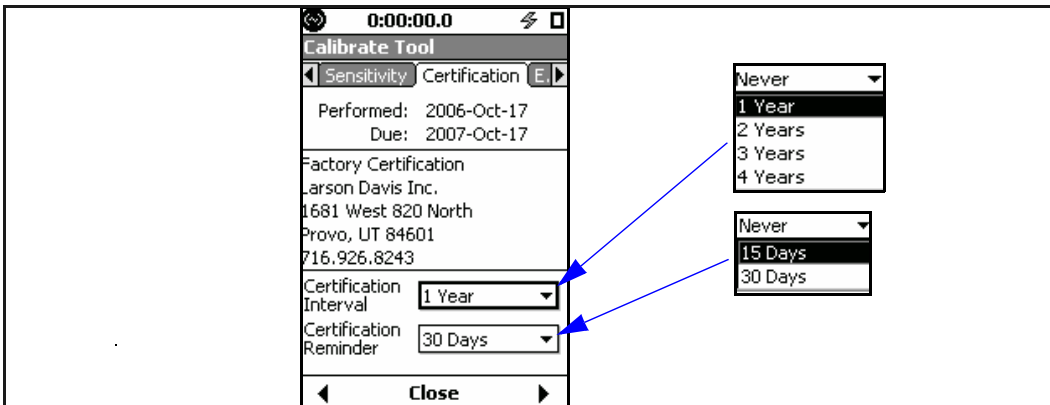 0:00:00.0
Calibrate Tool
Sensitivity Certification E.
Performed: 2006-Oct-17
Due: 2007-Oct-17
Factory Certification
Larson Davis Inc.
1681 West 820 North
Provo, UT 84601
716.926.8243
Certification
Interval
1 Year
Certification
Reminder
30 Days
Close
Never
1 Year
2 Years
3 Years
4 Years
Never
15 Days
30 Days
.